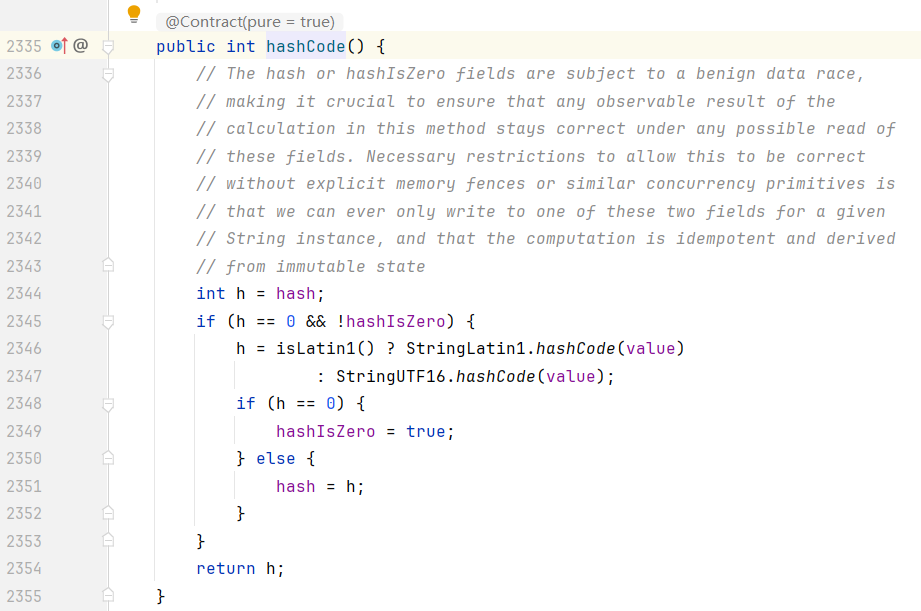 @Contract(pure = true)
2335 @ public int hashCode() {
2336 // The hash or hashIsZero fields are subject to a benign data race,
2337 // making it crucial to ensure that any observable result of the
2338 // calculation in this method stays correct under any possible read of
2339 // these fields. Necessary restrictions to allow this to be correct
2340 // without explicit memory fences or similar concurrency primitives is
2341 // that we can ever only write to one of these two fields for a given
2342 // String instance, and that the computation is idempotent and derived
2343 // from immutable state
2344 int h = hash;
2345 if (h == 0 && !hashIsZero) {
2346 h = isLatin1() ? StringLatin1.hashCode(value)
2347 : StringUTF16.hashCode(value);
2348 if (h == 0) {
2349 hashIsZero = true;
2350 } else {
2351 hash = h;
2352 }
2353 }
2354 return h;
2355 }